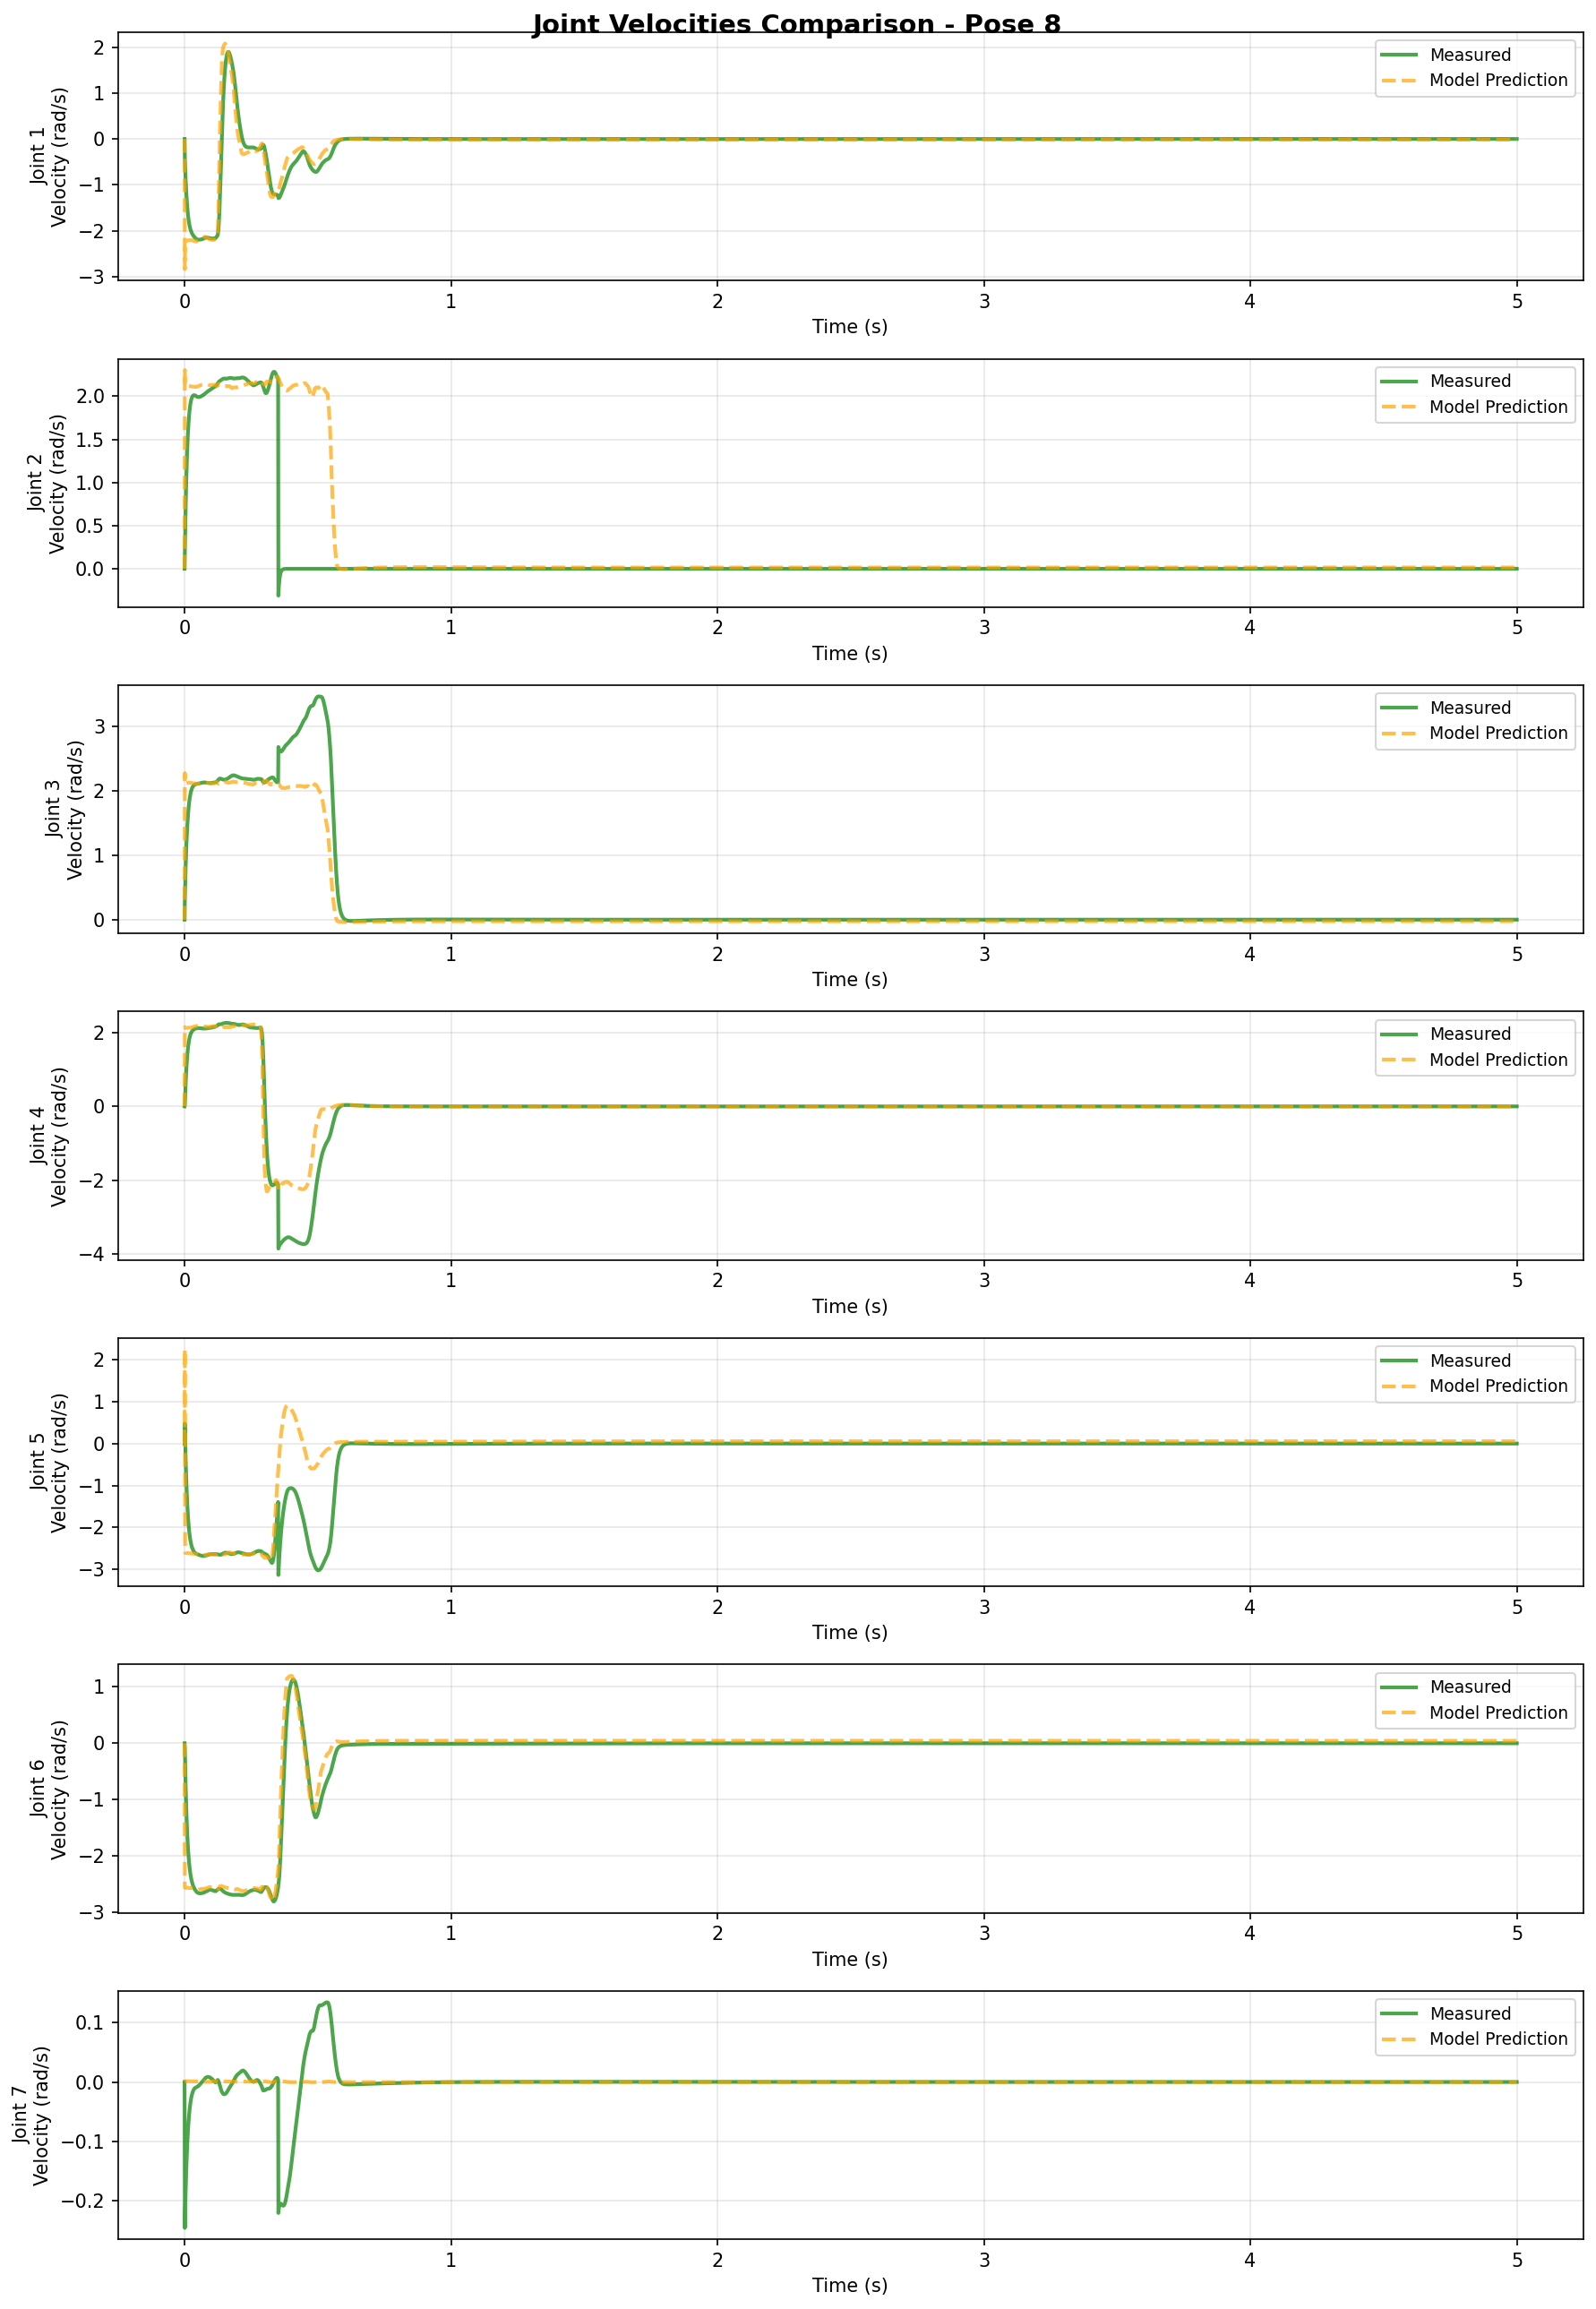 Joint Velocities Comparison - Pose 8
Joint 1
Velocity (rad/s)
2
1
0
−1
−2
−3
Measured
Model Prediction
0 1 2 3 4 5
Time (s)
Joint 2
Velocity (rad/s)
2.0
1.5
1.0
0.5
0.0
Measured
Model Prediction
0 1 2 3 4 5
Time (s)
Joint 3
Velocity (rad/s)
3
2
1
0
Measured
Model Prediction
0 1 2 3 4 5
Time (s)
Joint 4
Velocity (rad/s)
2
0
−2
−4
Measured
Model Prediction
0 1 2 3 4 5
Time (s)
Joint 5
Velocity (rad/s)
2
1
0
−1
−2
−3
Measured
Model Prediction
0 1 2 3 4 5
Time (s)
Joint 6
Velocity (rad/s)
1
0
−1
−2
−3
Measured
Model Prediction
0 1 2 3 4 5
Time (s)
Joint 7
Velocity (rad/s)
0.1
0.0
−0.1
−0.2
Measured
Model Prediction
0 1 2 3 4 5
Time (s)